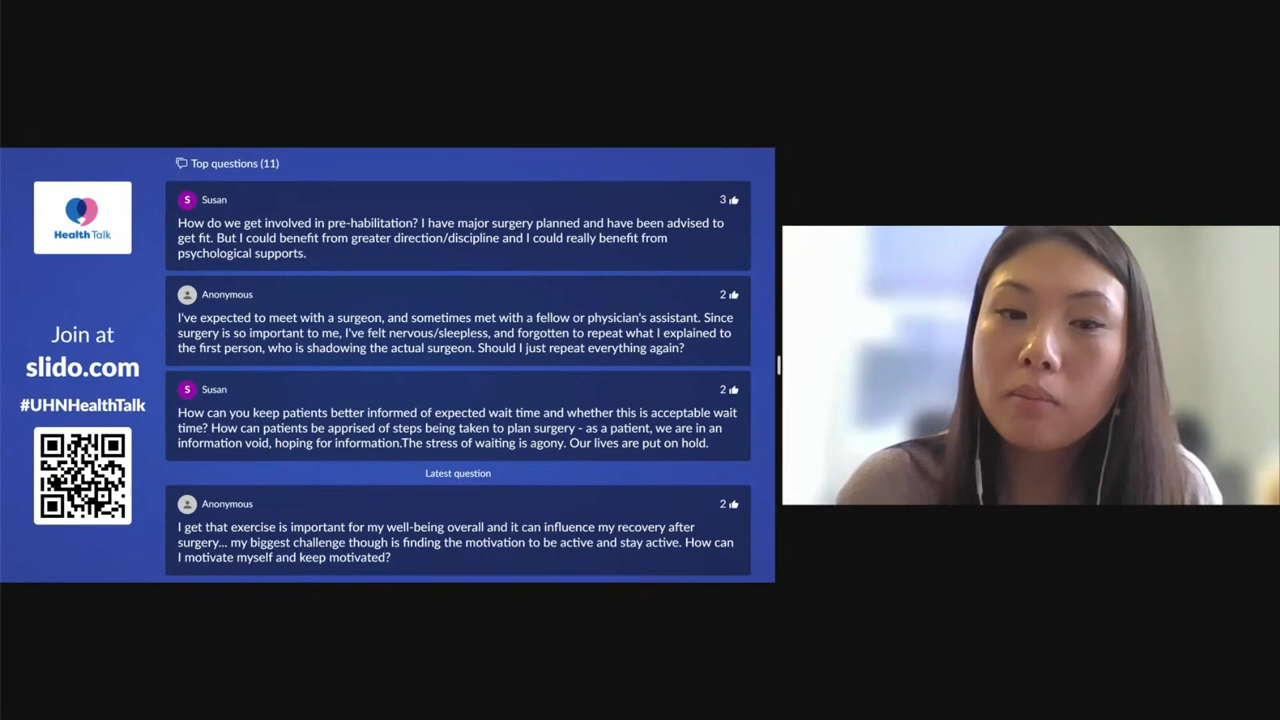 Top questions (11)
HealthTalk
Join at
slido.com
#UHNHealthTalk
S Susan 3
How do we get involved in pre-habilitation? I have major surgery planned and have been advised to
get fit. But I could benefit from greater direction/discipline and I could really benefit from
psychological supports.
Anonymous 2
I've expected to meet with a surgeon, and sometimes met with a fellow or physician's assistant. Since
surgery is so important to me, I've felt nervous/sleepless, and forgotten to repeat what I explained to
the first person, who is shadowing the actual surgeon. Should I just repeat everything again?
S Susan 2
How can you keep patients better informed of expected wait time and whether this is acceptable wait
time? How can patients be apprised of steps being taken to plan surgery - as a patient, we are in an
information void, hoping for information.The stress of waiting is agony. Our lives are put on hold.
Latest question
Anonymous 2
I get that exercise is important for my well-being overall and it can influence my recovery after
surgery... my biggest challenge though is finding the motivation to be active and stay active. How can
I motivate myself and keep motivated?